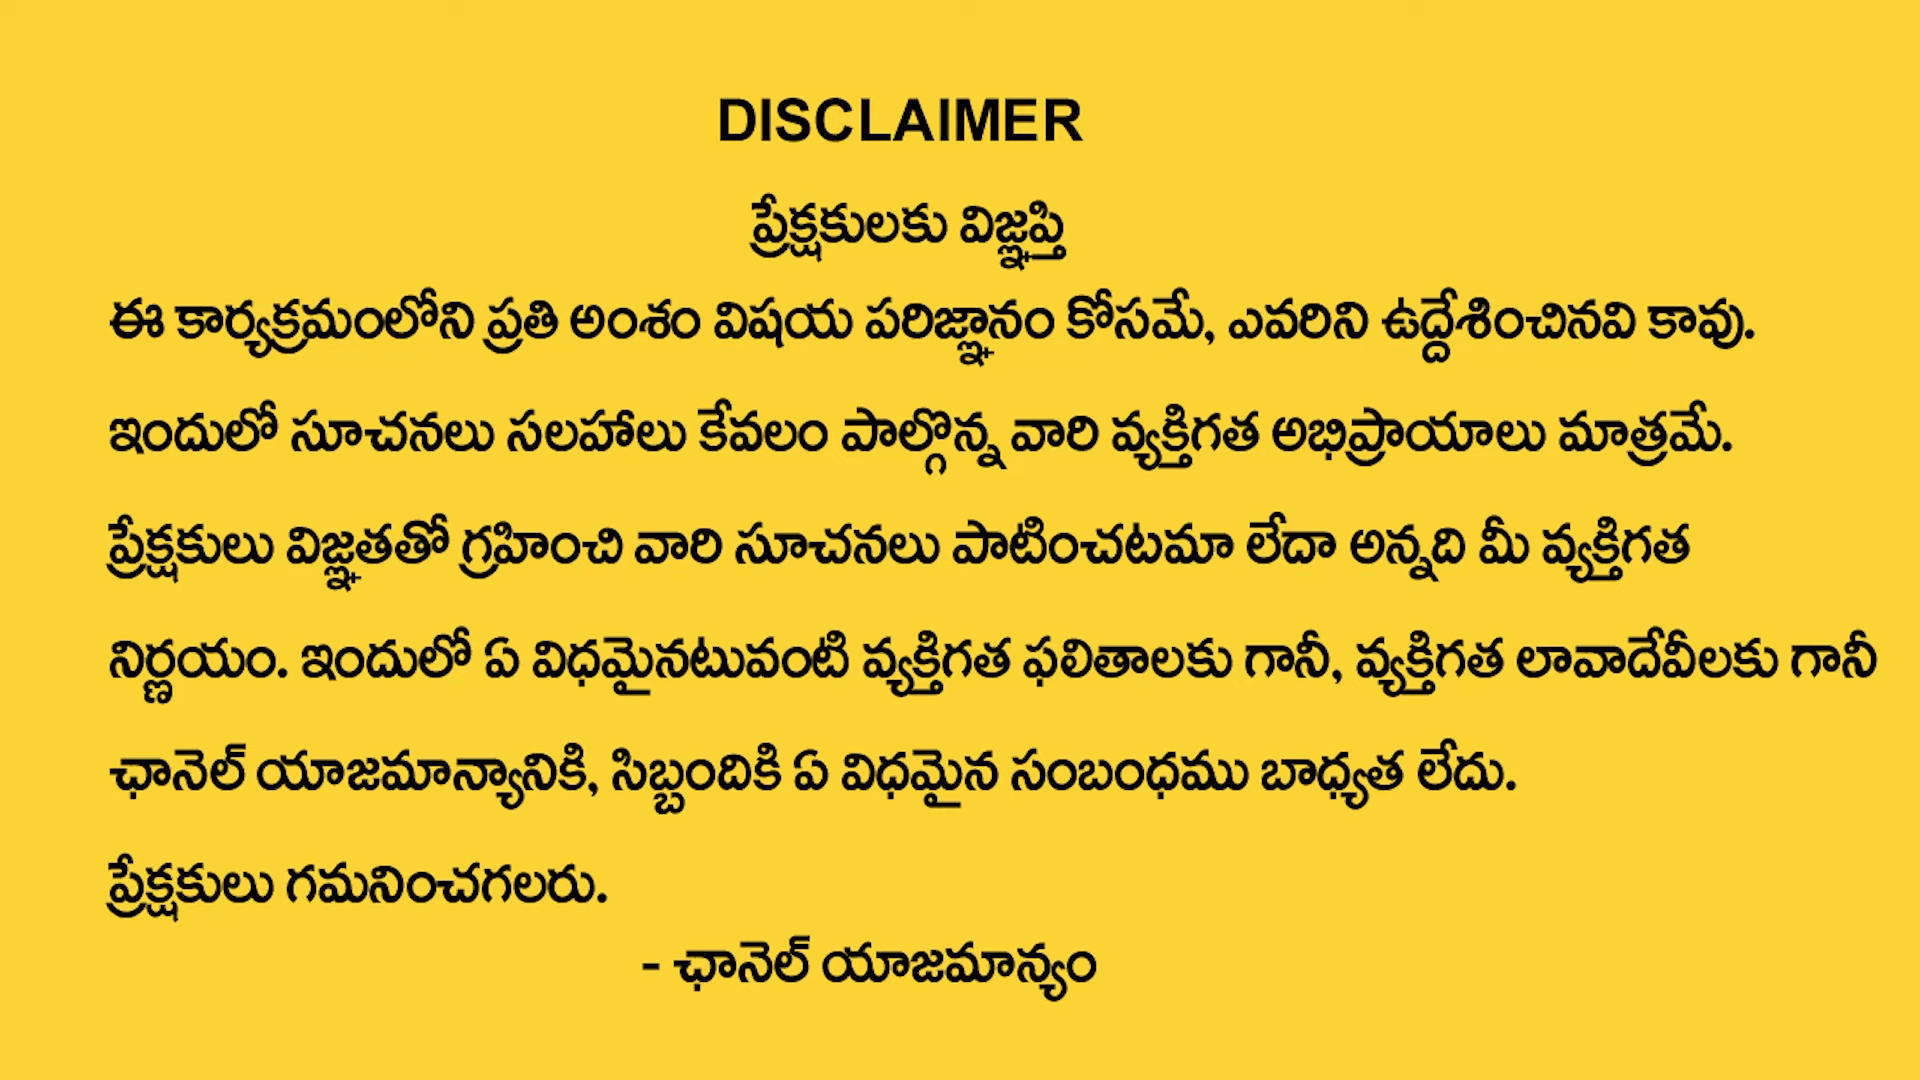 DISCLAIMER
ప్రేక్షకులకు విజ్ఞప్తి
ఈ కార్యక్రమంలోని ప్రతి అంశం విషయ పరిజ్ఞానం కోసమే, ఎవరిని ఉద్దేశించినవి కావు.
ఇందులో సూచనలు సలహాలు కేవలం పాల్గొన్న వారి వ్యక్తిగత అభిప్రాయాలు మాత్రమే.
ప్రేక్షకులు విజ్ఞతతో గ్రహించి వారి సూచనలు పాటించటమా లేదా అన్నది మీ వ్యక్తిగత
నిర్ణయం. ఇందులో ఏ విధమైనటువంటి వ్యక్తిగత ఫలితాలకు గానీ, వ్యక్తిగత లావాదేవీలకు గానీ
ఛానెల్ యాజమాన్యానికి, సిబ్బందికి ఏ విధమైన సంబంధము బాధ్యత లేదు.
ప్రేక్షకులు గమనించగలరు.
- ఛానెల్ యాజమాన్యం